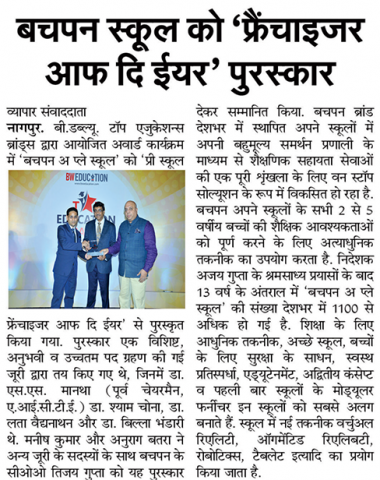 बचपन स्कूल को ‘फ्रैंचाइजर
आफ दि ईयर’ पुरस्कार
व्यापार संवाददाता
नागपुर. बी.डब्ल्यू. टॉप एजुकेशन्स
ब्रांड्स द्वारा आयोजित अवार्ड कार्यक्रम
में ‘बचपन अ प्ले स्कूल’ को ‘प्री स्कूल
BWEDUCATION
EDUCATION
फ्रेंचाइजर आफ दि ईयर’ से पुरस्कृत
किया गया. पुरस्कार एक विशिष्ट,
अनुभवी व उच्चतम पद ग्रहण की गई
जूरी द्वारा तय किए गए थे, जिनमें डा.
एस.एस. मानथा (पूर्व चेयरमैन,
ए.आई.सी.टी.ई.) डा. श्याम चोना, डा.
लता वैद्यनाथन और डा. बिल्ला भंडारी
थे. मनीष कुमार और अनुराग बतरा ने
अन्य जूरी के सदस्यों के साथ बचपन के
सीओओ तिजय गुप्ता को यह पुरस्कार
देकर सम्मानित किया. बचपन ब्रांड
देशभर में स्थापित अपने स्कूलों में
अपनी बहुमूल्य समर्थन प्रणाली के
माध्यम से शैक्षणिक सहायता सेवाओं
की एक पूरी शृंखला के लिए वन स्टॉप
सोल्यूशन के रूप में विकसित हो रहा है.
बचपन अपने स्कूलों के सभी 2 से 5
वर्षीय बच्चों की शैक्षिक आवश्यकताओं
को पूर्ण करने के लिए अत्याधुनिक
तकनीक का उपयोग करता है. निदेशक
अजय गुप्ता के श्रमसाध्य प्रयासों के बाद
13 वर्ष के अंतराल में ‘बचपन अ प्ले
स्कूल’ की संख्या देशभर में 1100 से
अधिक हो गई है. शिक्षा के लिए
आधुनिक तकनीक, अच्छे स्कूल, बच्चों
के लिए सुरक्षा के साधन, स्वस्थ
प्रतिस्पर्धा, एड्यूटेनमेंट, अद्वितीय कंसेप्ट
व पहली बार स्कूलों के मोड्यूलर
फर्नीचर इन स्कूलों को सबसे अलग
बनाते हैं. स्कूल में नई तकनीक वर्चुअल
रिएलिटी, ऑगमेंटिड रिएलिबटी,
रोबोटिक्स, टैबलेट इत्यादि का प्रयोग
किया जाता है.